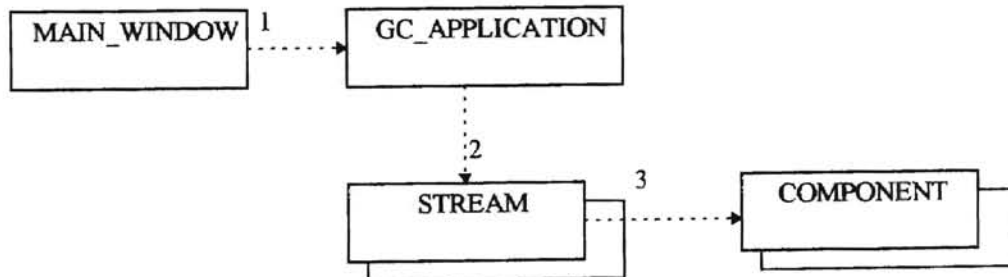 MAIN_WINDOW
1
GC_APPLICATION
2
STREAM
3
COMPONENT